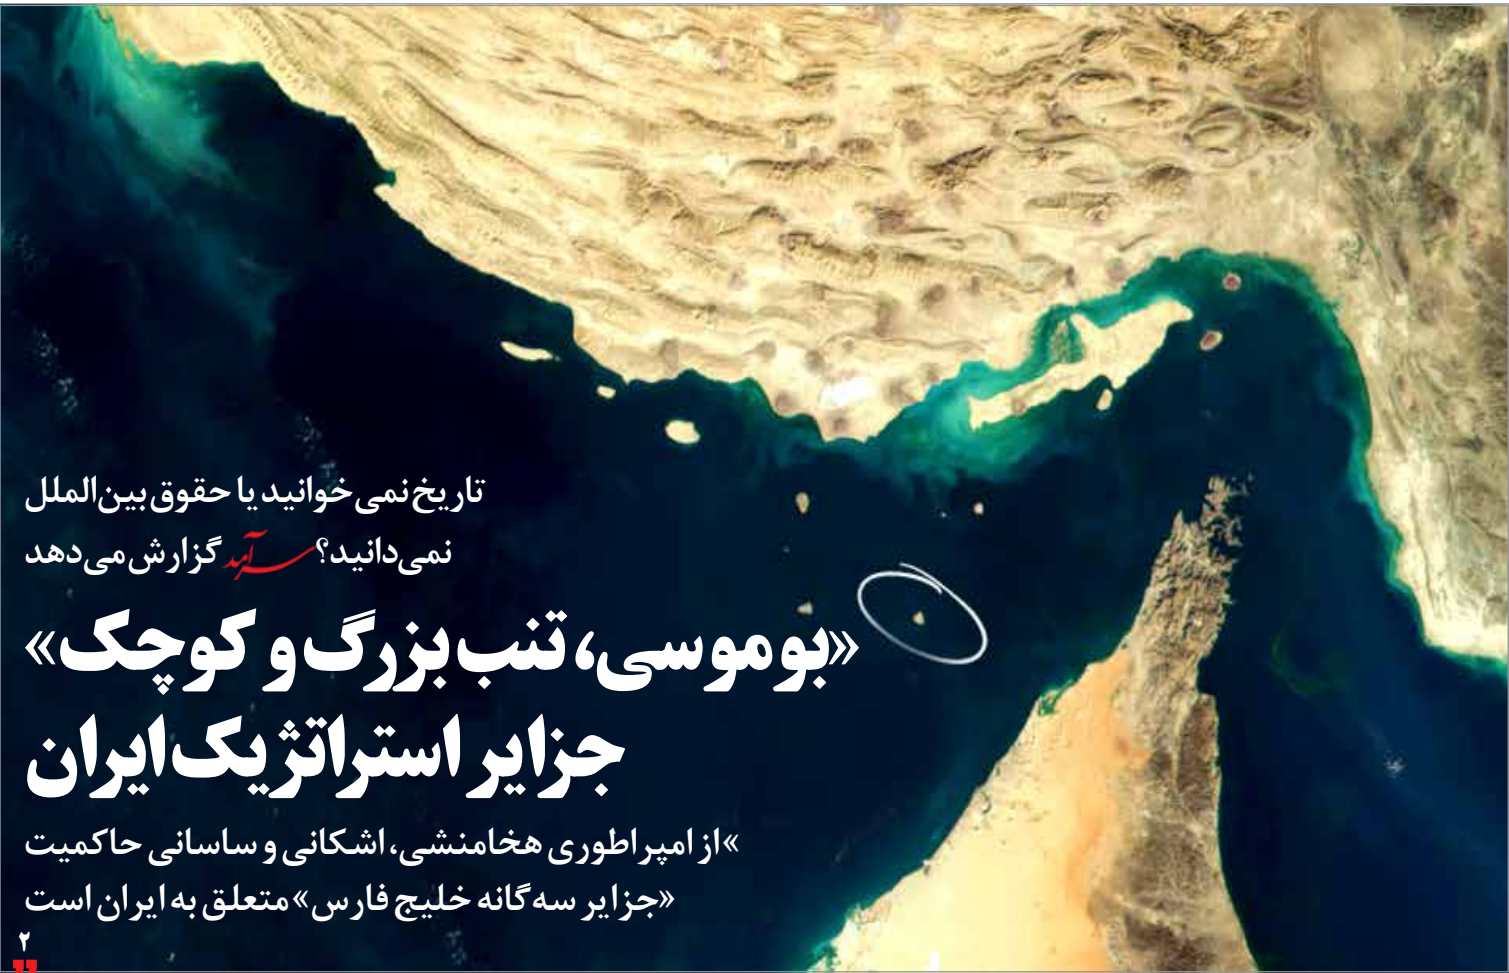 تاریخ نمی‌خوانید یا حقوق بین‌الملل
نمی‌دانید؟ سرآمد گزارش می‌دهد
«بوموسی، تنب بزرگ و کوچک»
جزایر استراتژیک ایران
»از امپراطوری هخامنشی، اشکانی و ساسانی حاکمیت
«جزایر سه‌گانه خلیج فارس» متعلق به ایران است
۲